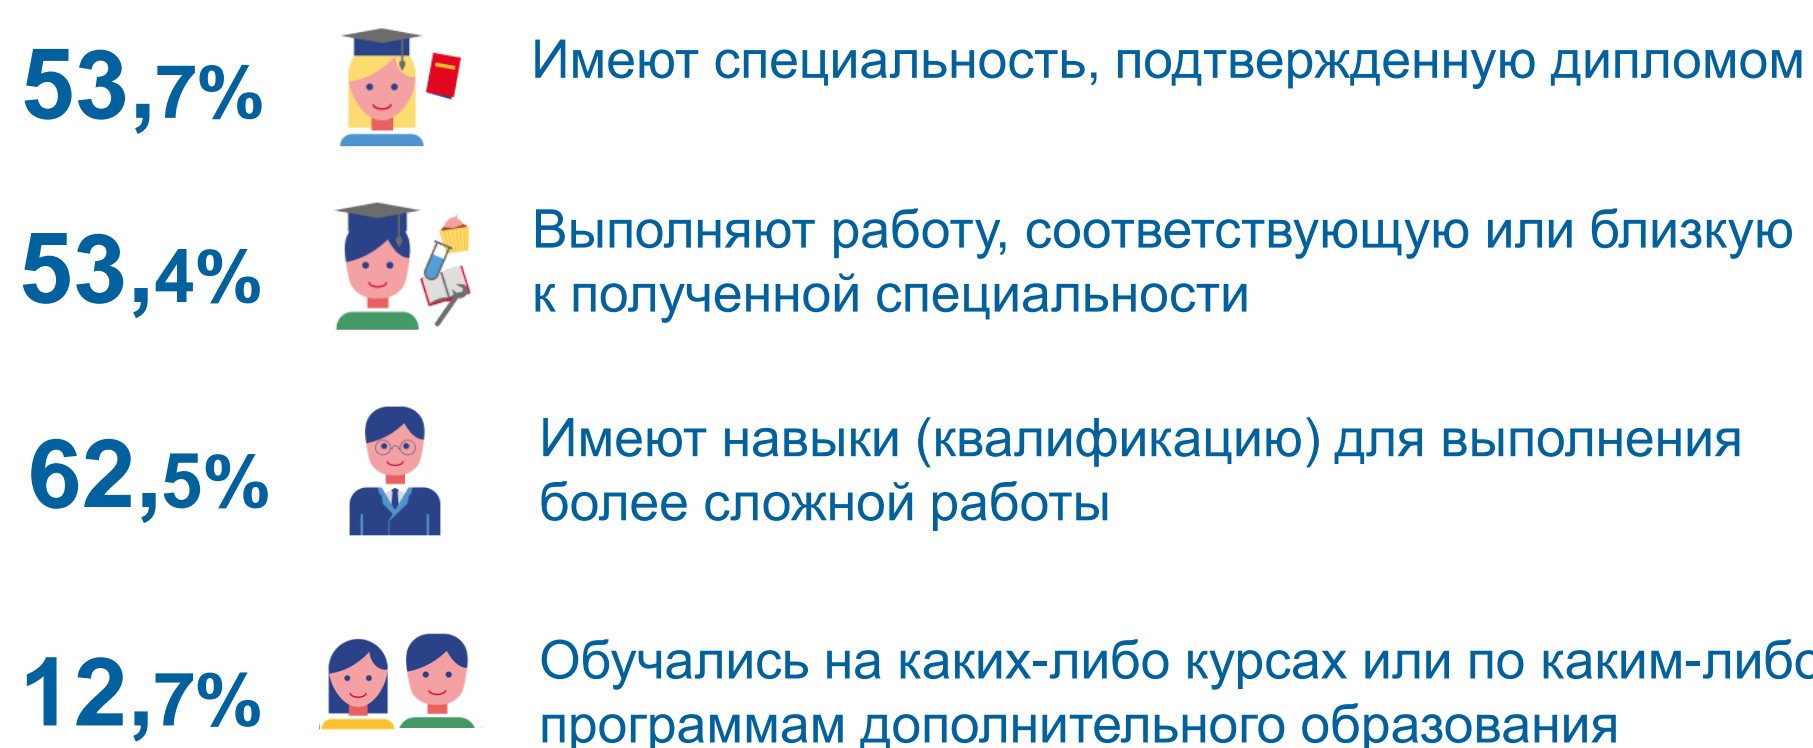 53,7%
Имеют специальность, подтвержденную дипломом
53,4%
Выполняют работу, соответствующую или близкую
к полученной специальности
62,5%
Имеют навыки (квалификацию) для выполнения
более сложной работы
12,7%
Обучались на каких-либо курсах или по каким-либо
программам дополнительного образования